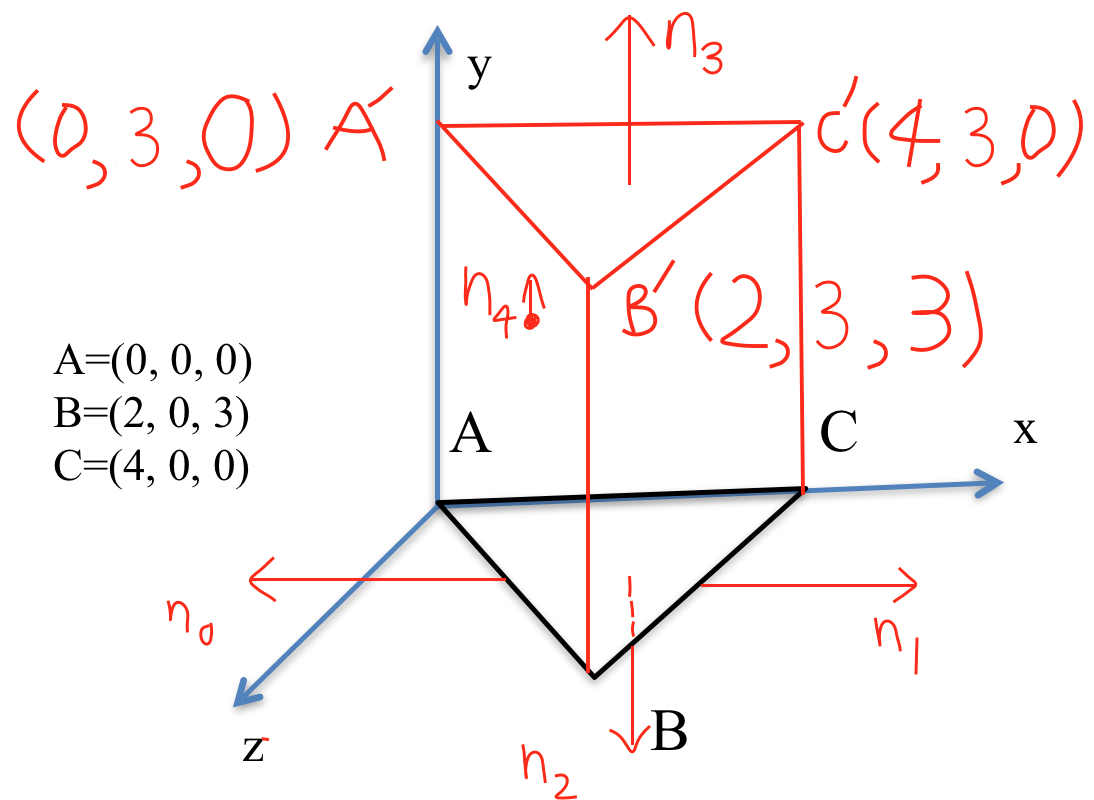 y
n₃
(0,3,0) A′
C′(4,3,0)
n₄
B′(2,3,3)
A=(0, 0, 0)
B=(2, 0, 3)
C=(4, 0, 0)
A
C
x
n₀
n₁
z
B
n₂